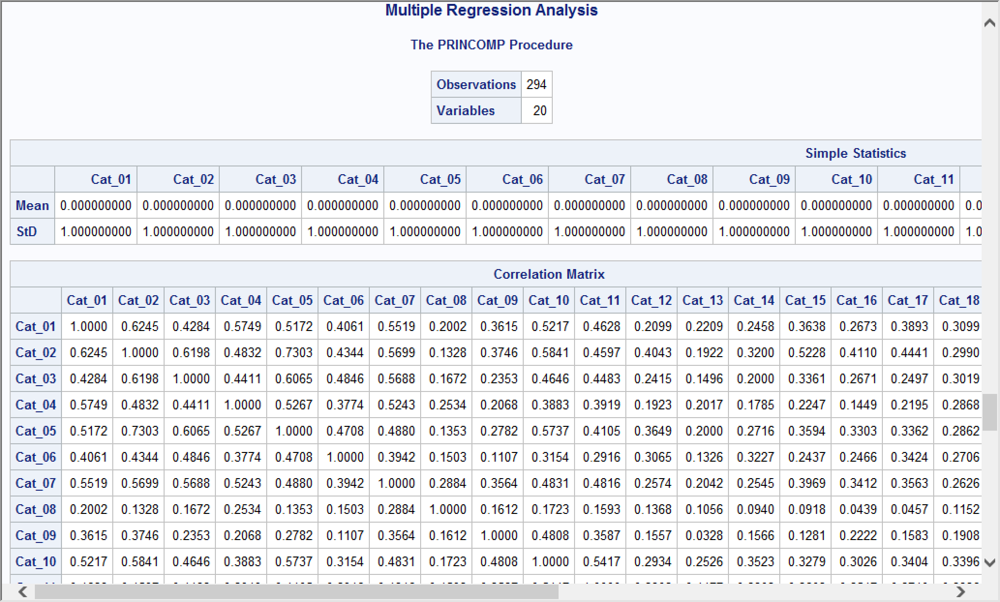 Multiple Regression Analysis
The PRINCOMP Procedure
Observations 294
Variables 20
Simple Statistics
Cat_01 Cat_02 Cat_03 Cat_04 Cat_05 Cat_06 Cat_07 Cat_08 Cat_09 Cat_10 Cat_11
Mean 0.000000000 0.000000000 0.000000000 0.000000000 0.000000000 0.000000000 0.000000000 0.000000000 0.000000000 0.000000000 0.000000000 0.0
StD 1.000000000 1.000000000 1.000000000 1.000000000 1.000000000 1.000000000 1.000000000 1.000000000 1.000000000 1.000000000 1.000000000 1.0
Correlation Matrix
Cat_01 Cat_02 Cat_03 Cat_04 Cat_05 Cat_06 Cat_07 Cat_08 Cat_09 Cat_10 Cat_11 Cat_12 Cat_13 Cat_14 Cat_15 Cat_16 Cat_17 Cat_18
Cat_01 1.0000 0.6245 0.4284 0.5749 0.5172 0.4061 0.5519 0.2002 0.3615 0.5217 0.4628 0.2099 0.2209 0.2458 0.3638 0.2673 0.3893 0.3099
Cat_02 0.6245 1.0000 0.6198 0.4832 0.7303 0.4344 0.5699 0.1328 0.3746 0.5841 0.4597 0.4043 0.1922 0.3200 0.5228 0.4110 0.4441 0.2990
Cat_03 0.4284 0.6198 1.0000 0.4411 0.6065 0.4846 0.5688 0.1672 0.2353 0.4646 0.4483 0.2415 0.1496 0.2000 0.3361 0.2671 0.2497 0.3019
Cat_04 0.5749 0.4832 0.4411 1.0000 0.5267 0.3774 0.5243 0.2534 0.2068 0.3883 0.3919 0.1923 0.2017 0.1785 0.2247 0.1449 0.2195 0.2868
Cat_05 0.5172 0.7303 0.6065 0.5267 1.0000 0.4708 0.4880 0.1353 0.2782 0.5737 0.4105 0.3649 0.2000 0.2716 0.3594 0.3303 0.3362 0.2862
Cat_06 0.4061 0.4344 0.4846 0.3774 0.4708 1.0000 0.3942 0.1503 0.1107 0.3154 0.2916 0.3065 0.1326 0.3227 0.2437 0.2466 0.3424 0.2706
Cat_07 0.5519 0.5699 0.5688 0.5243 0.4880 0.3942 1.0000 0.2884 0.3564 0.4831 0.4816 0.2574 0.2042 0.2545 0.3969 0.3412 0.3563 0.2626
Cat_08 0.2002 0.1328 0.1672 0.2534 0.1353 0.1503 0.2884 1.0000 0.1612 0.1723 0.1593 0.1368 0.1056 0.0940 0.0918 0.0439 0.0457 0.1152
Cat_09 0.3615 0.3746 0.2353 0.2068 0.2782 0.1107 0.3564 0.1612 1.0000 0.4808 0.3587 0.1557 0.0328 0.1566 0.1281 0.2222 0.1583 0.1908
Cat_10 0.5217 0.5841 0.4646 0.3883 0.5737 0.3154 0.4831 0.1723 0.4808 1.0000 0.5417 0.2934 0.2526 0.3523 0.3279 0.3026 0.3404 0.3396